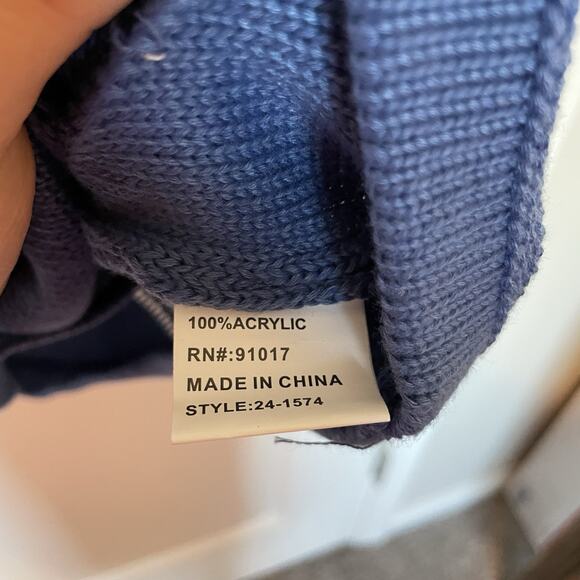 100%ACRYLIC
RN#:91017
MADE IN CHINA
STYLE:24-1574